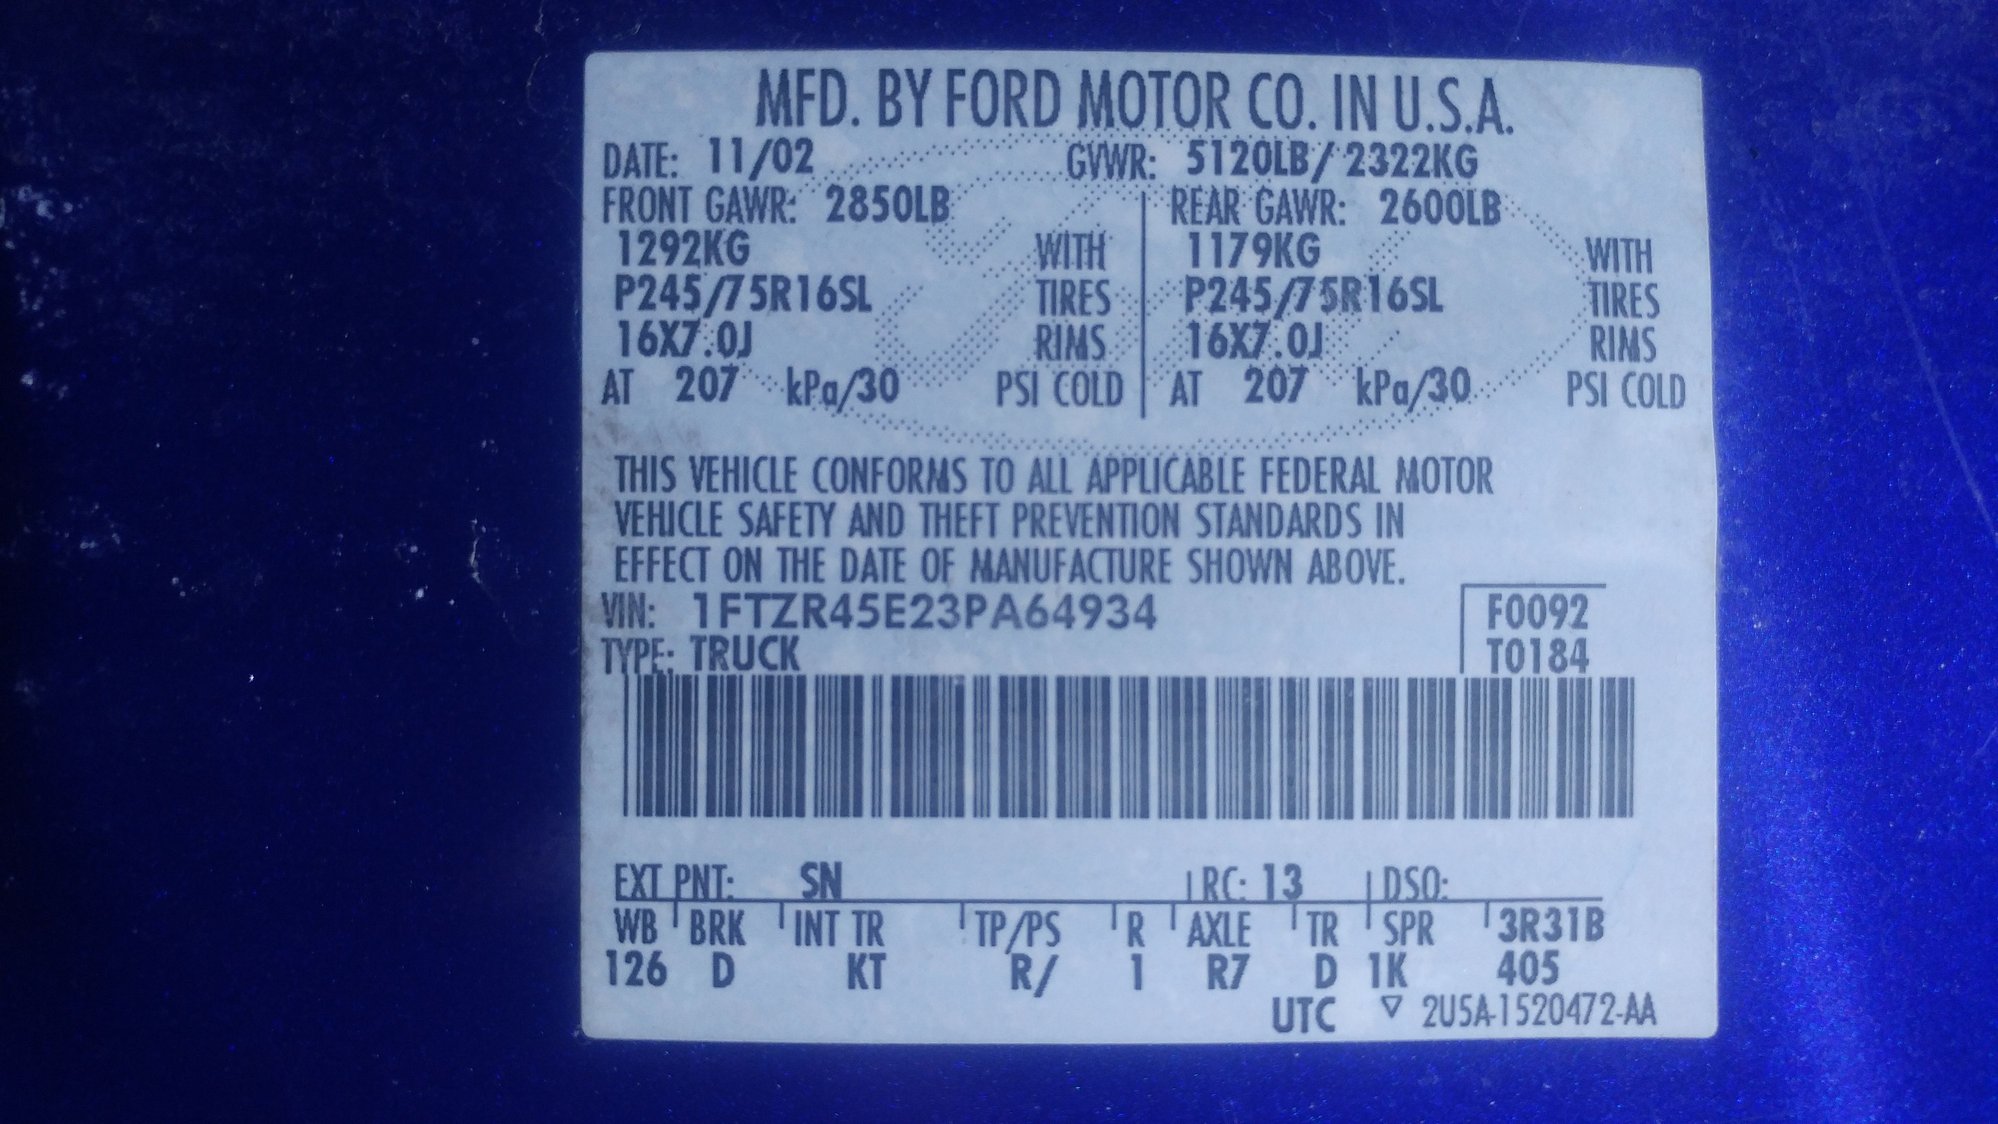 MFD. BY FORD MOTOR CO. IN U.S.A.
DATE: 11/02 GVWR: 5120LB/ 2322KG
FRONT GAWR: 2850LB REAR GAWR: 2600LB
1292KG WITH 1179KG WITH
P245/75R16SL TIRES P245/75R16SL TIRES
16X7.0J RIMS 16X7.0J RIMS
AT 207 kPa/30 PSI COLD AT 207 kPa/30 PSI COLD
THIS VEHICLE CONFORMS TO ALL APPLICABLE FEDERAL MOTOR
VEHICLE SAFETY AND THEFT PREVENTION STANDARDS IN
EFFECT ON THE DATE OF MANUFACTURE SHOWN ABOVE.
VIN: 1FTZR45E23PA64934 F0092
TYPE: TRUCK T0184
EXT PNT: SN RC: 13 DSO:
WB BRK INT TR TP/PS R AXLE TR SPR 3R31B
126 D KT R/ 1 R7 D 1K 405
UTC ▽ 2U5A-1520472-AA